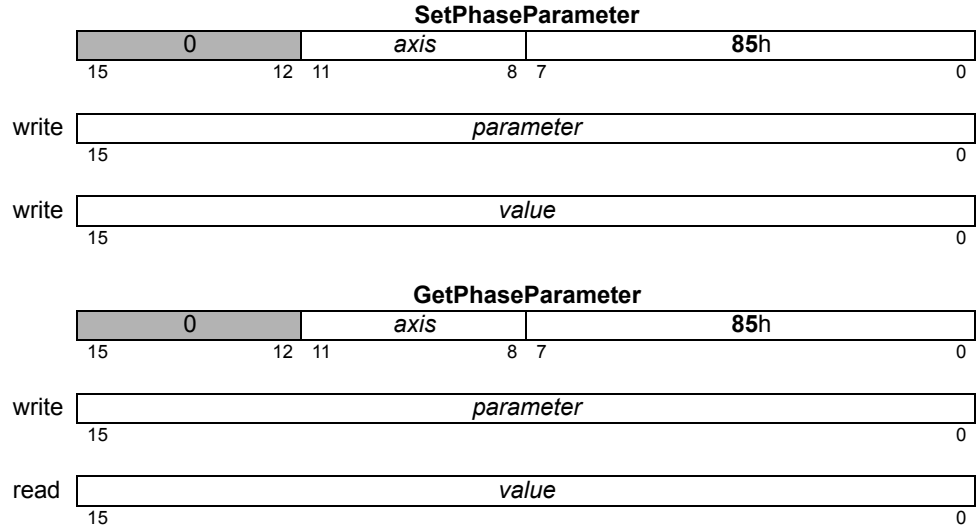 SetPhaseParameter
0 axis 85h
15 12 11 8 7 0
write parameter
15 0
write value
15 0
GetPhaseParameter
0 axis 85h
15 12 11 8 7 0
write parameter
15 0
read value
15 0